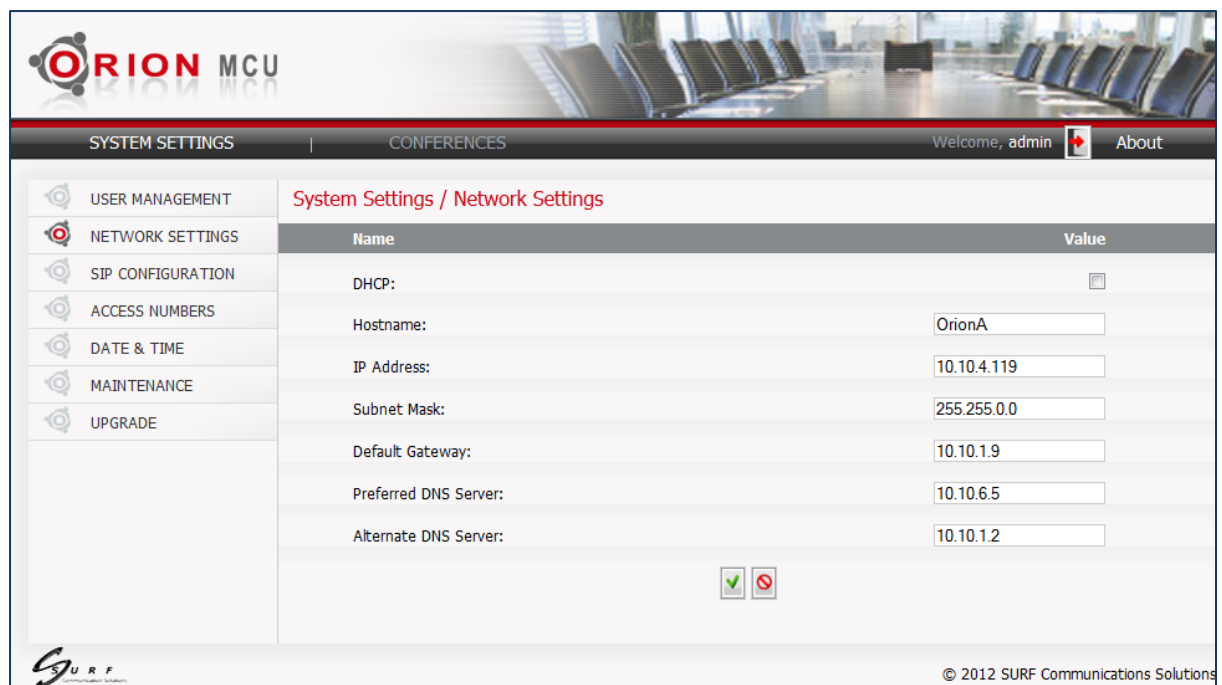 ORION MCU
SYSTEM SETTINGS | CONFERENCES Welcome, admin About
USER MANAGEMENT
NETWORK SETTINGS
SIP CONFIGURATION
ACCESS NUMBERS
DATE & TIME
MAINTENANCE
UPGRADE
System Settings / Network Settings
Name Value
DHCP:
Hostname: OrionA
IP Address: 10.10.4.119
Subnet Mask: 255.255.0.0
Default Gateway: 10.10.1.9
Preferred DNS Server: 10.10.6.5
Alternate DNS Server: 10.10.1.2
SURF
© 2012 SURF Communications Solutions